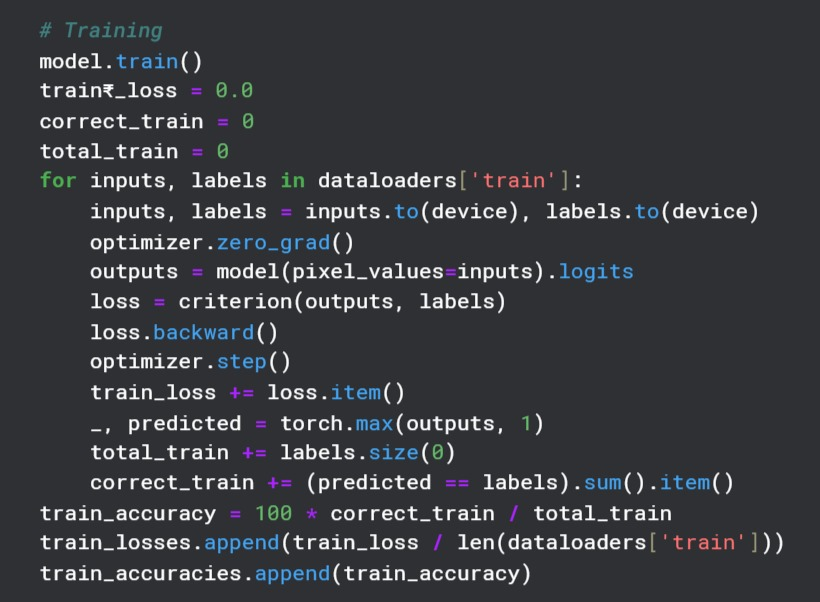 # Training
model.train()
train₹_loss = 0.0
correct_train = 0
total_train = 0
for inputs, labels in dataloaders['train']:
    inputs, labels = inputs.to(device), labels.to(device)
    optimizer.zero_grad()
    outputs = model(pixel_values=inputs).logits
    loss = criterion(outputs, labels)
    loss.backward()
    optimizer.step()
    train_loss += loss.item()
    _, predicted = torch.max(outputs, 1)
    total_train += labels.size(0)
    correct_train += (predicted == labels).sum().item()
train_accuracy = 100 * correct_train / total_train
train_losses.append(train_loss / len(dataloaders['train']))
train_accuracies.append(train_accuracy)